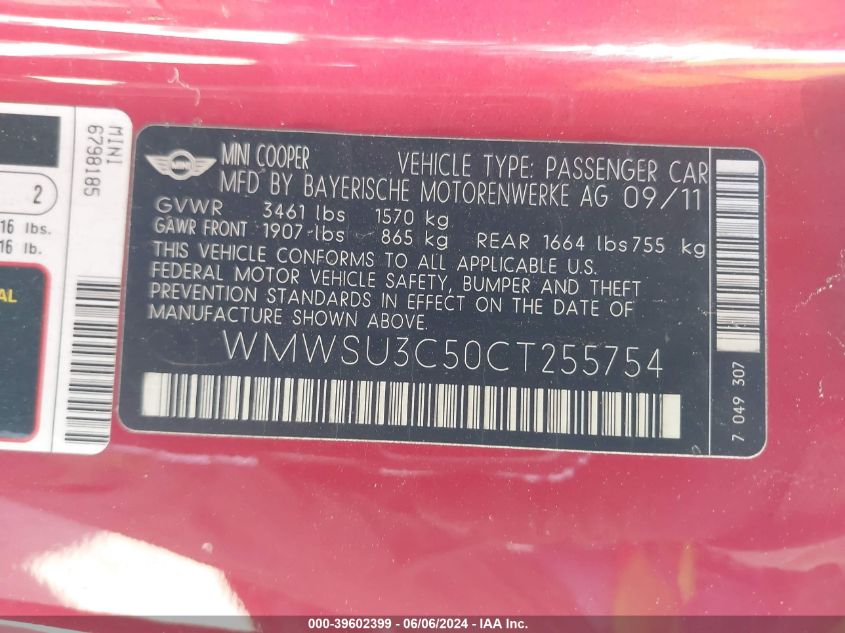 MINI
6798185
2
16 lbs.
16 lb.
AL
MINI
MINI COOPER VEHICLE TYPE: PASSENGER CAR
MFD BY BAYERISCHE MOTORENWERKE AG 09/11
GVWR 3461 lbs 1570 kg
GAWR FRONT 1907 lbs 865 kg REAR 1664 lbs 755 kg
THIS VEHICLE CONFORMS TO ALL APPLICABLE U.S.
FEDERAL MOTOR VEHICLE SAFETY, BUMPER AND THEFT
PREVENTION STANDARDS IN EFFECT ON THE DATE OF
MANUFACTURE SHOWN ABOVE.
WMWSU3C50CT255754
7 049 307
000-39602399 / 06/06/2024 - IAA Inc.